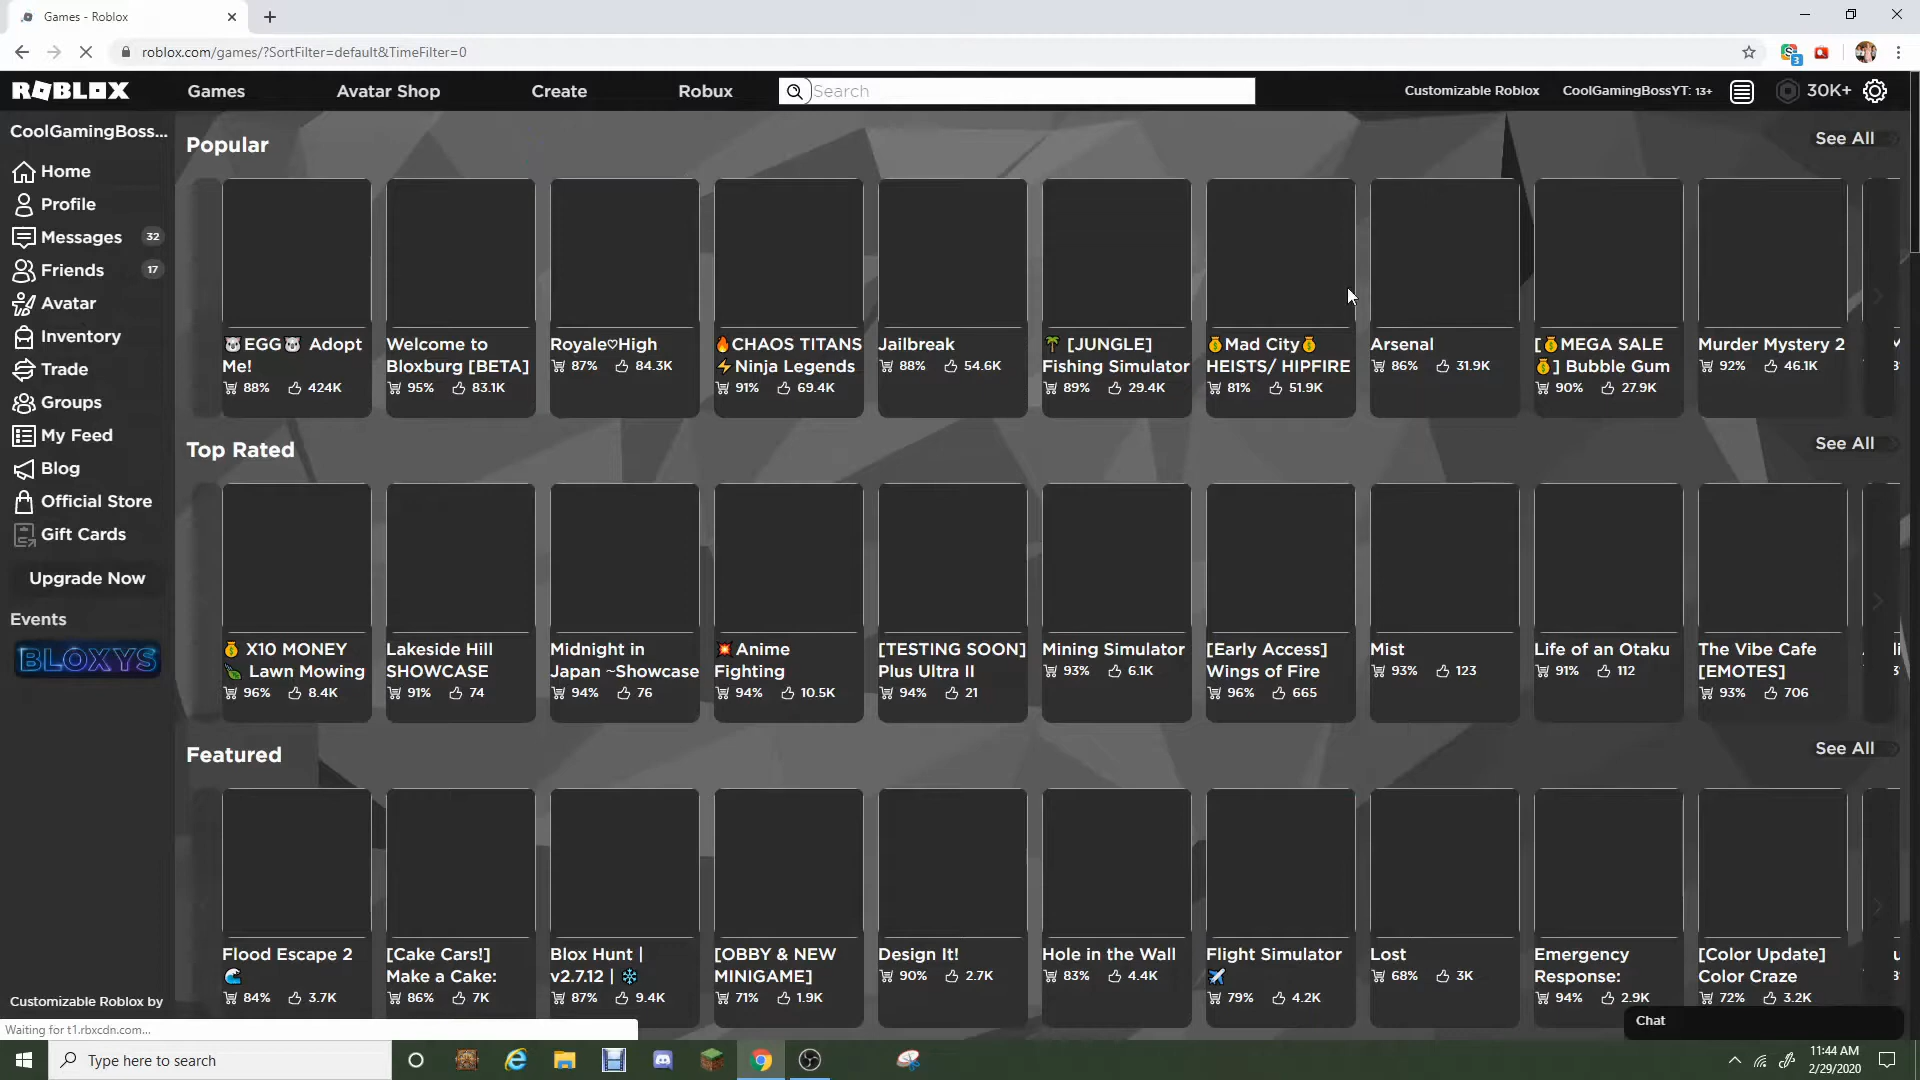 Games - Roblox
roblox.com/games/?SortFilter=default&TimeFilter=0
3
ROBLOX
Games
Avatar Shop
Create
Robux
Search
Customizable Roblox
CoolGamingBossYT: 13+
30K+
CoolGamingBoss...
Home
Profile
Messages 32
Friends 17
Avatar
Inventory
Trade
Groups
My Feed
Blog
Official Store
Gift Cards
Upgrade Now
Events
BLOXYS
Customizable Roblox by
Popular
See All
🐭EGG🐭 Adopt
Me!
88% 424K
Welcome to
Bloxburg [BETA]
95% 83.1K
Royale♡High
87% 84.3K
🔥CHAOS TITANS
⚡Ninja Legends
91% 69.4K
Jailbreak
88% 54.6K
🌴 [JUNGLE]
Fishing Simulator
89% 29.4K
💰Mad City💰
HEISTS/ HIPFIRE
81% 51.9K
Arsenal
86% 31.9K
[💰MEGA SALE
💰] Bubble Gum
90% 27.9K
Murder Mystery 2
92% 46.1K
Top Rated
See All
💰 X10 MONEY
🍃 Lawn Mowing
96% 8.4K
Lakeside Hill
SHOWCASE
91% 74
Midnight in
Japan ~Showcase
94% 76
💥Anime
Fighting
94% 10.5K
[TESTING SOON]
Plus Ultra II
94% 21
Mining Simulator
93% 6.1K
[Early Access]
Wings of Fire
96% 665
Mist
93% 123
Life of an Otaku
91% 112
The Vibe Cafe
[EMOTES]
93% 706
Featured
See All
Flood Escape 2
🌊
84% 3.7K
[Cake Cars!]
Make a Cake:
86% 7K
Blox Hunt |
v2.7.12 | ❄
87% 9.4K
[OBBY & NEW
MINIGAME]
71% 1.9K
Design It!
90% 2.7K
Hole in the Wall
83% 4.4K
Flight Simulator
✈
79% 4.2K
Lost
68% 3K
Emergency
Response:
94% 2.9K
[Color Update]
Color Craze
72% 3.2K
Chat
Waiting for t1.rbxcdn.com...
Type here to search
11:44 AM
2/29/2020